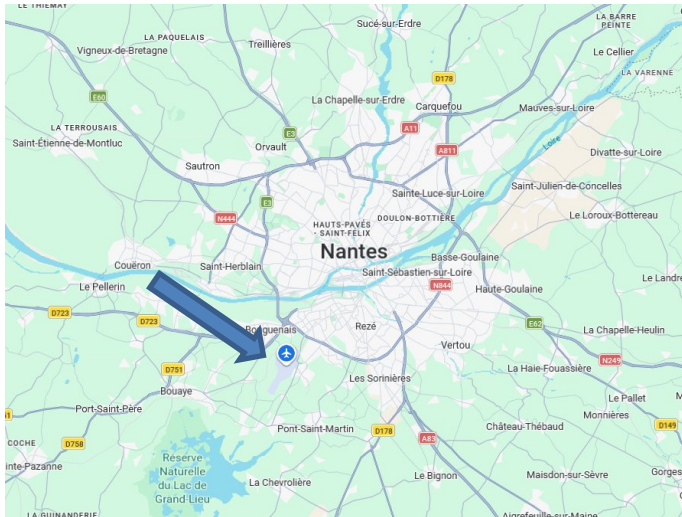 LE THIEMAY
Sucé-sur-Erdre
LA BARRE
PEINTE
LA PAQUELAIS
Treillières
Vigneux-de-Bretagne
Le Cellier
LA VARENNE
D178
E60
La Chapelle-sur-Erdre
Carquefou
Mauves-sur-Loire
E3
A11
LA TERROUSAIS
Saint-Étienne-de-Montluc
Orvault
A811
Loire
Divatte-sur-Loire
Sautron
Sainte-Luce-sur-Loire
Saint-Julien-de-Concelles
E3
N444
HAUTS-PAVÉS
- SAINT-FÉLIX
DOULON-BOTTIÈRE
Le Loroux-Bottereau
Nantes
Basse-Goulaine
Couëron
Saint-Herblain
Saint-Sébastien-sur-Loire
Le Pellerin
N844
Haute-Goulaine
Le Landre
D723
D723
Rezé
E62
La Chapelle-Heulin
Vertou
N249
D751
La Haie-Fouassière
Bouaye
Les Sorinières
Le Pallet
Port-Saint-Père
Monnières
Pont-Saint-Martin
D178
Château-Thébaud
D149
A83
COCHE
D758
nte-Pazanne
Réserve
Naturelle
du Lac de
Grand-Lieu
La Chevrolière
Le Bignon
Maisdon-sur-Sèvre
Gorges
LA GUINANDERIE
Aigrefeuille-sur-Maine